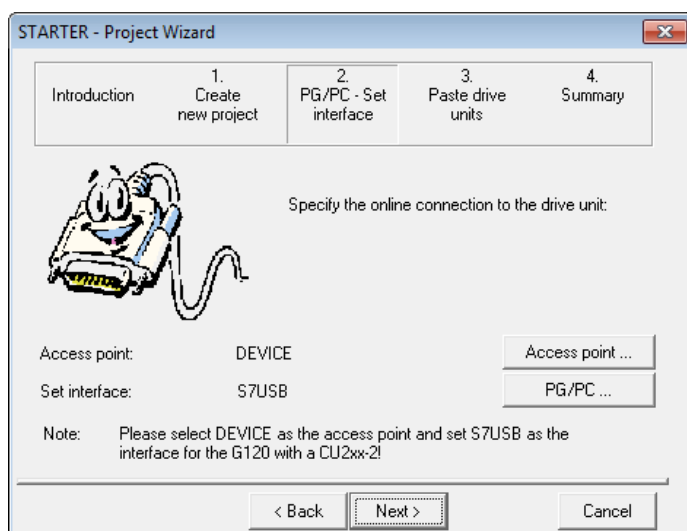 STARTER - Project Wizard
Introduction
1.
Create
new project
2.
PG/PC - Set
interface
3.
Paste drive
units
4.
Summary
Specify the online connection to the drive unit:
Access point: DEVICE Access point ...
Set interface: S7USB PG/PC ...
Note: Please select DEVICE as the access point and set S7USB as the
interface for the G120 with a CU2xx-2!
< Back Next > Cancel